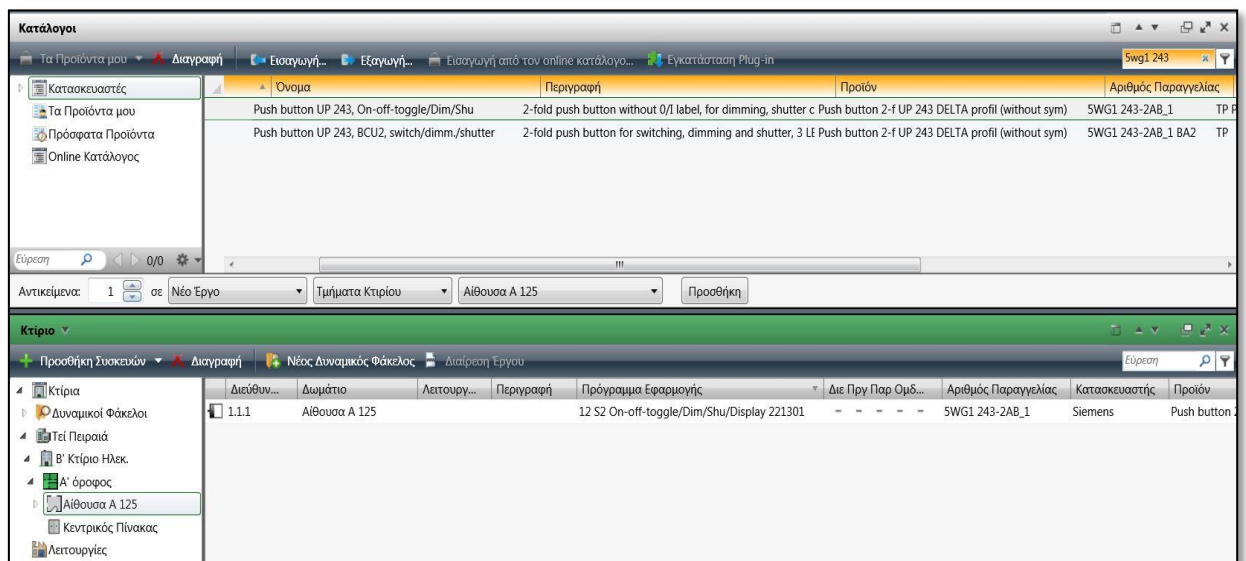 Κατάλογοι
Τα Προϊόντα μου Διαγραφή Εισαγωγή... Εξαγωγή... Εισαγωγή από τον online κατάλογο... Εγκατάσταση Plug-in 5wg1 243
Κατασκευαστές
Τα Προϊόντα μου
Πρόσφατα Προϊόντα
Online Κατάλογος
Εύρεση 0/0
Όνομα Περιγραφή Προϊόν Αριθμός Παραγγελίας
Push button UP 243, On-off-toggle/Dim/Shu 2-fold push button without 0/I label, for dimming, shutter c Push button 2-f UP 243 DELTA profil (without sym) 5WG1 243-2AB_1 TP P
Push button UP 243, BCU2, switch/dimm./shutter 2-fold push button for switching, dimming and shutter, 3 LE Push button 2-f UP 243 DELTA profil (without sym) 5WG1 243-2AB_1 BA2 TP
Αντικείμενα: 1 σε Νέο Έργο Τμήματα Κτιρίου Αίθουσα Α 125 Προσθήκη
Κτίριο
Προσθήκη Συσκευών Διαγραφή Νέος Δυναμικός Φάκελος Διαίρεση Έργου Εύρεση
Κτίρια
Δυναμικοί Φάκελοι
Τεί Πειραιά
Β' Κτίριο Ηλεκ.
Α' όροφος
Αίθουσα Α 125
Κεντρικός Πίνακας
Λειτουργίες
Διεύθυν... Δωμάτιο Λειτουργ... Περιγραφή Πρόγραμμα Εφαρμογής Διε Πρy Παρ Ομδ... Αριθμός Παραγγελίας Κατασκευαστής Προϊόν
1.1.1 Αίθουσα Α 125 12 S2 On-off-toggle/Dim/Shu/Display 221301 - - - - - 5WG1 243-2AB_1 Siemens Push button 2